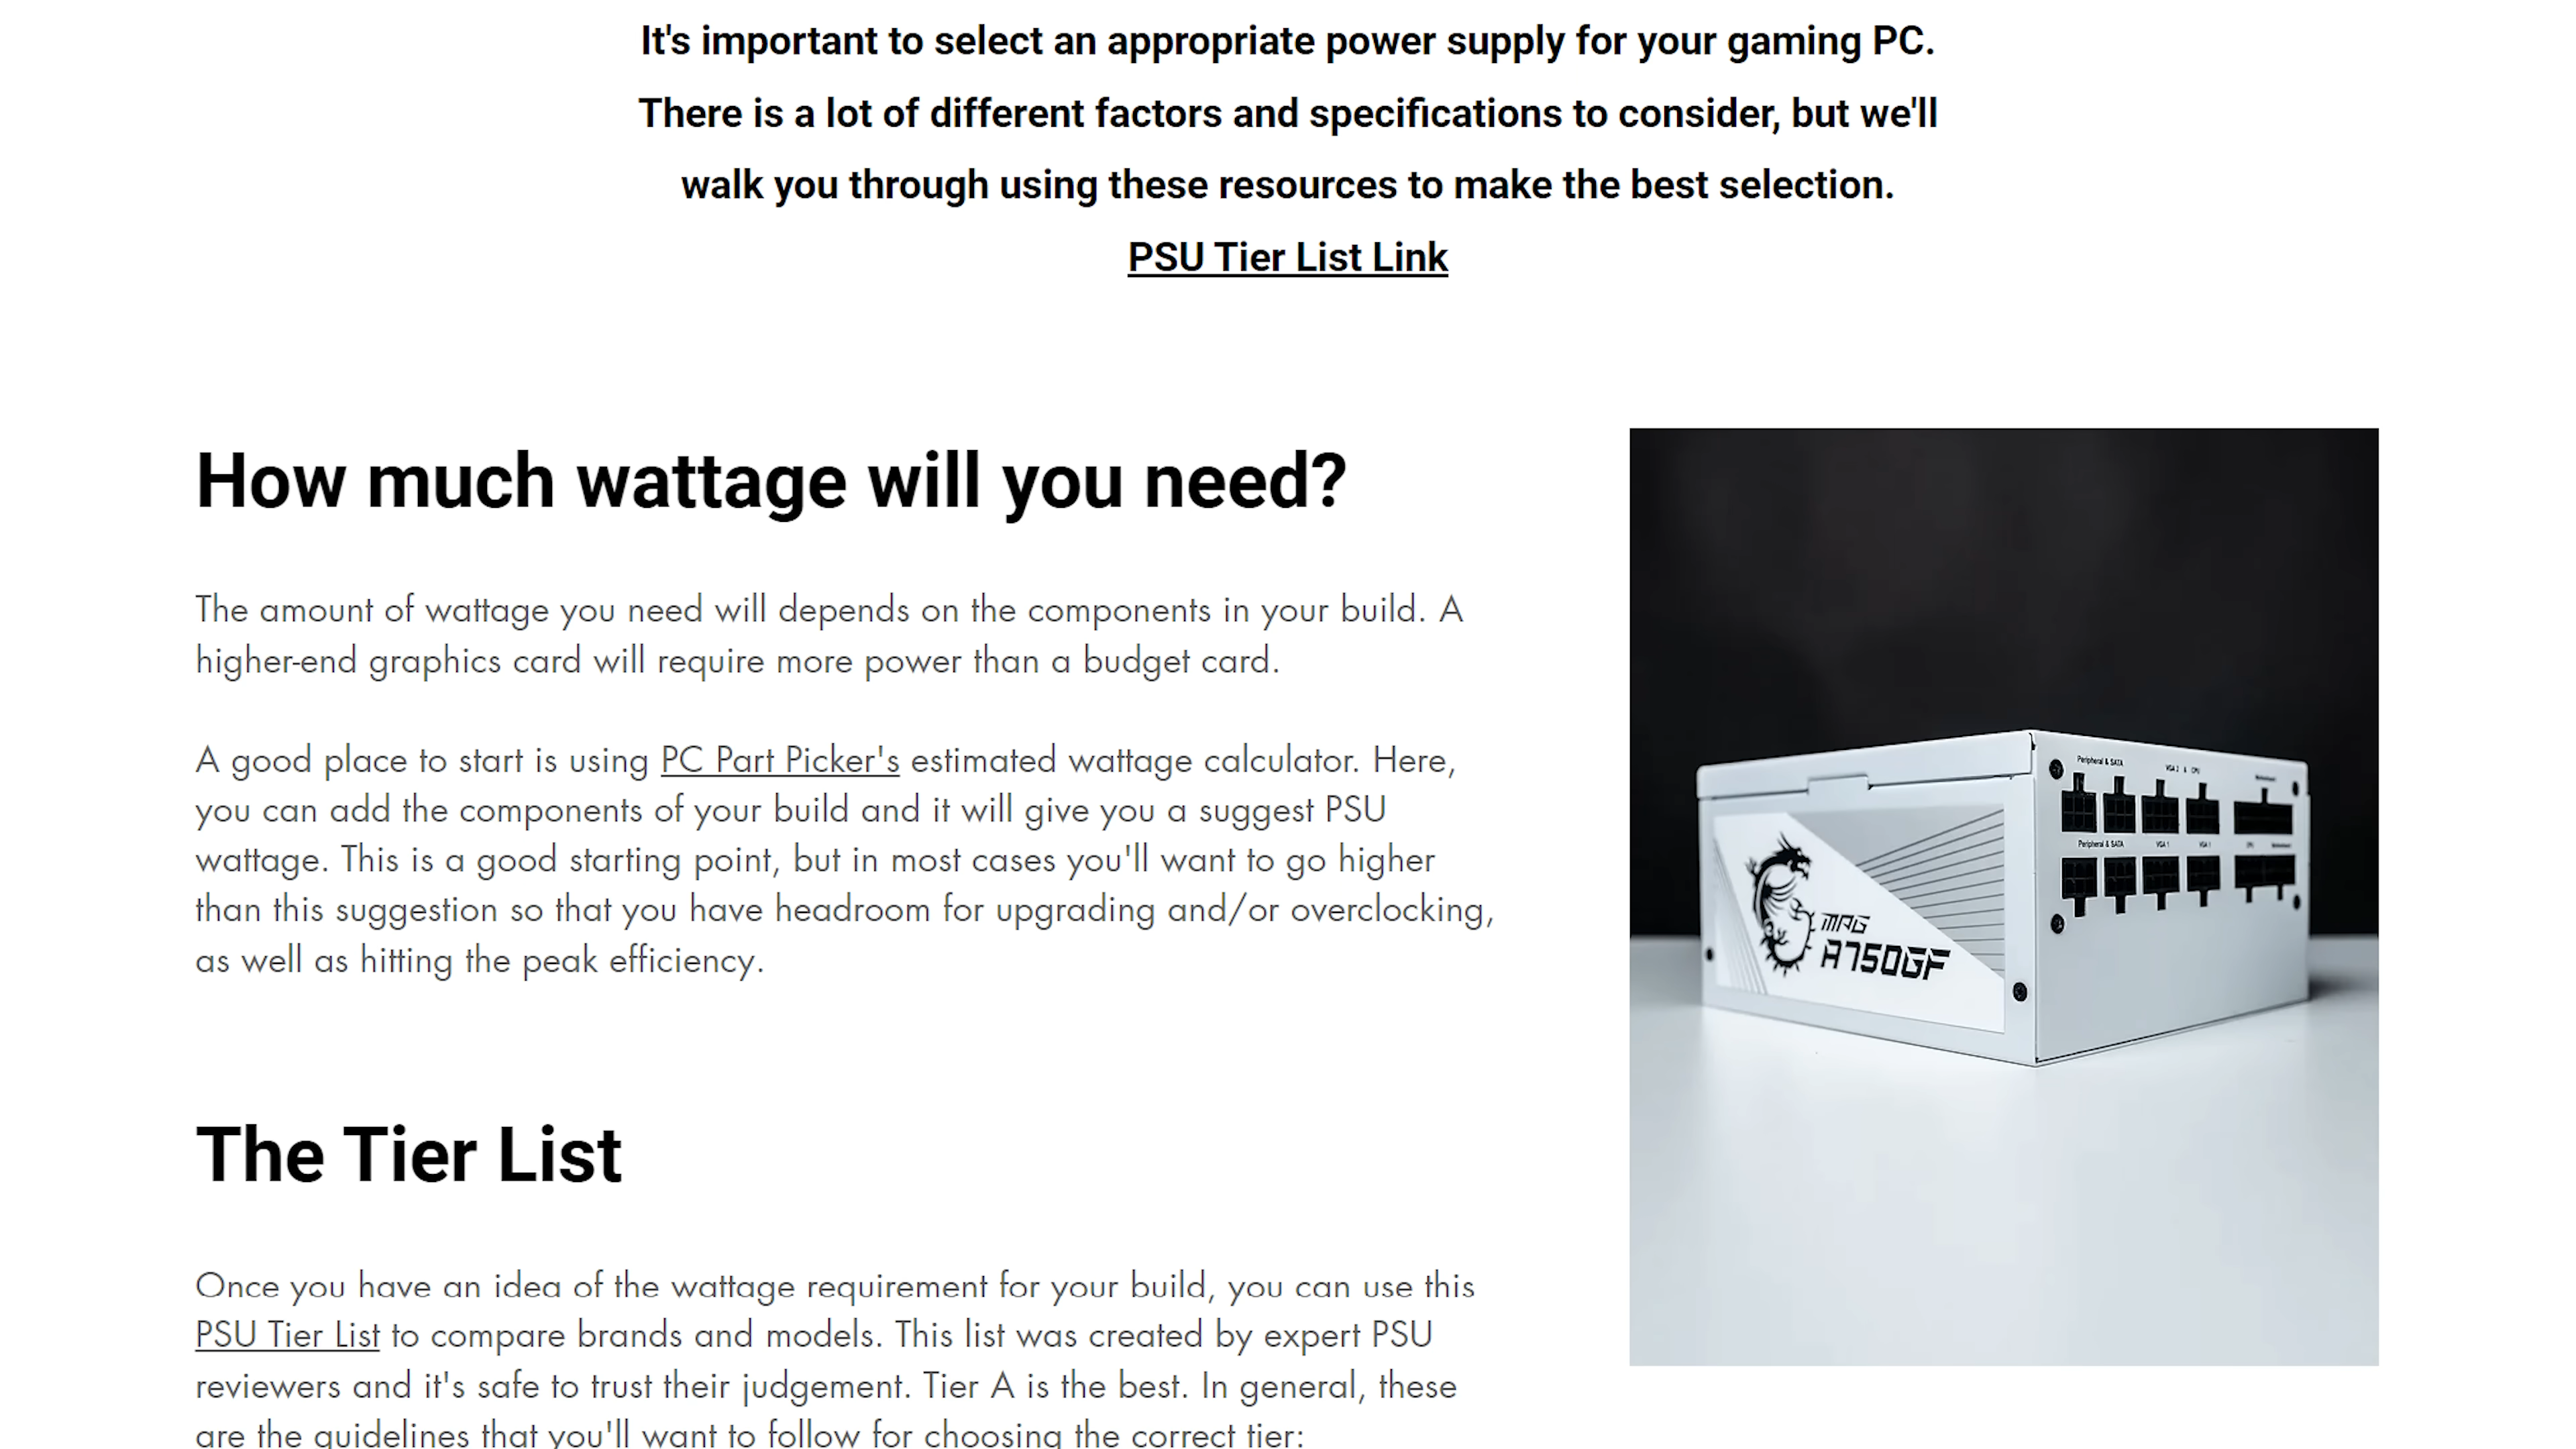 It's important to select an appropriate power supply for your gaming PC.
There is a lot of different factors and specifications to consider, but we'll
walk you through using these resources to make the best selection.
PSU Tier List Link
How much wattage will you need?
The amount of wattage you need will depends on the components in your build. A
higher-end graphics card will require more power than a budget card.
A good place to start is using PC Part Picker's estimated wattage calculator. Here,
you can add the components of your build and it will give you a suggest PSU
wattage. This is a good starting point, but in most cases you'll want to go higher
than this suggestion so that you have headroom for upgrading and/or overclocking,
as well as hitting the peak efficiency.
The Tier List
Once you have an idea of the wattage requirement for your build, you can use this
PSU Tier List to compare brands and models. This list was created by expert PSU
reviewers and it's safe to trust their judgement. Tier A is the best. In general, these
are the guidelines that you'll want to follow for choosing the correct tier:
MPG
A750GF
Peripheral & SATA
Peripheral & SATA
VGA 1
VGA 1
CPU